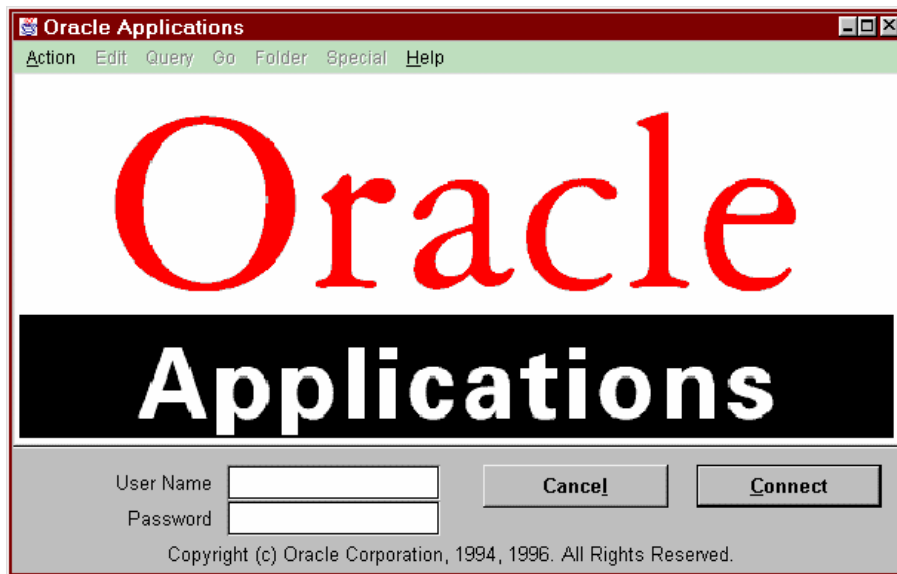 Oracle Applications
Action Edit Query Go Folder Special Help
Oracle
Applications
User Name
Cancel Connect
Password
Copyright (c) Oracle Corporation, 1994, 1996. All Rights Reserved.